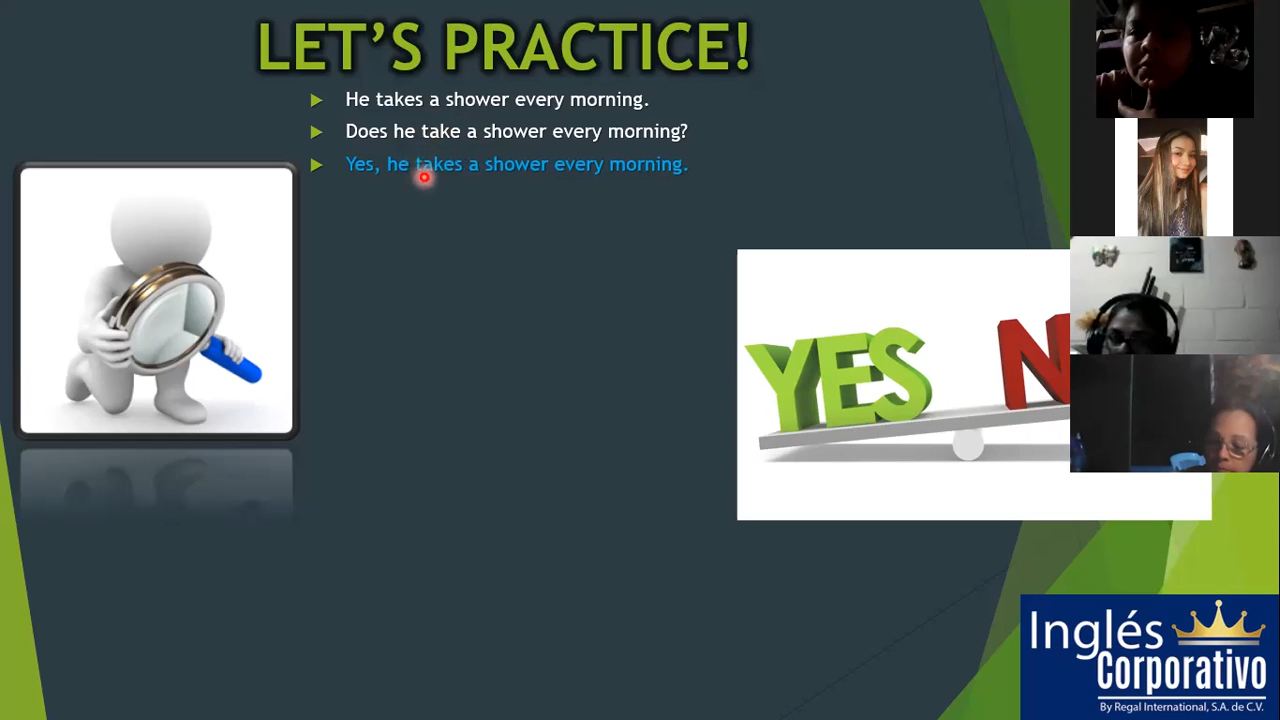 LET'S PRACTICE!
He takes a shower every morning.
Does he take a shower every morning?
Yes, he takes a shower every morning.
YES N
Inglés
Corporativo
By Regal International, S.A. de C.V.